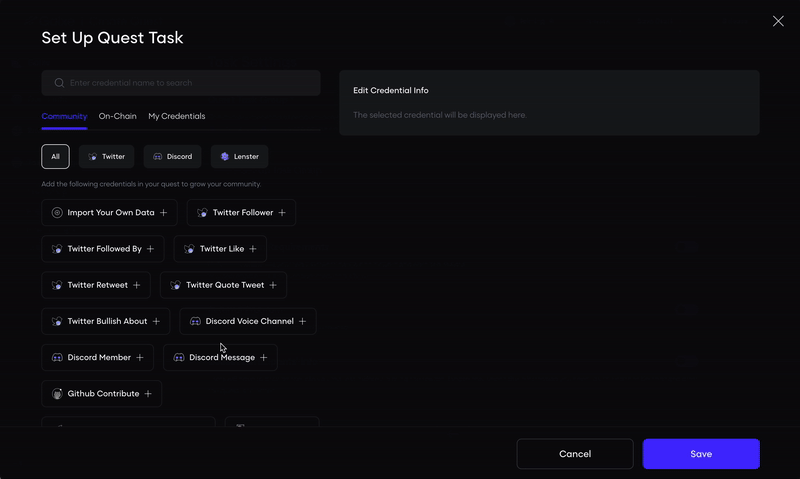 Set Up Quest Task
Enter credential name to search
Edit Credential Info
The selected credential will be displayed here.
Community On-Chain My Credentials
All Twitter Discord Lenster
Add the following credentials in your quest to grow your community.
Import Your Own Data Twitter Follower
Twitter Followed By Twitter Like
Twitter Retweet Twitter Quote Tweet
Twitter Bullish About Discord Voice Channel
Discord Member Discord Message
Github Contribute
Cancel Save